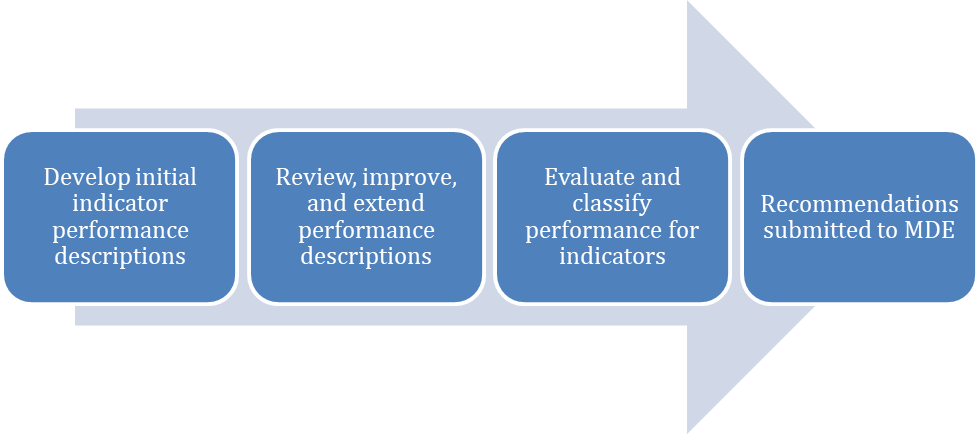 Develop initial
indicator
performance
descriptions
Review, improve,
and extend
performance
descriptions
Evaluate and
classify
performance for
indicators
Recommendations
submitted to MDE